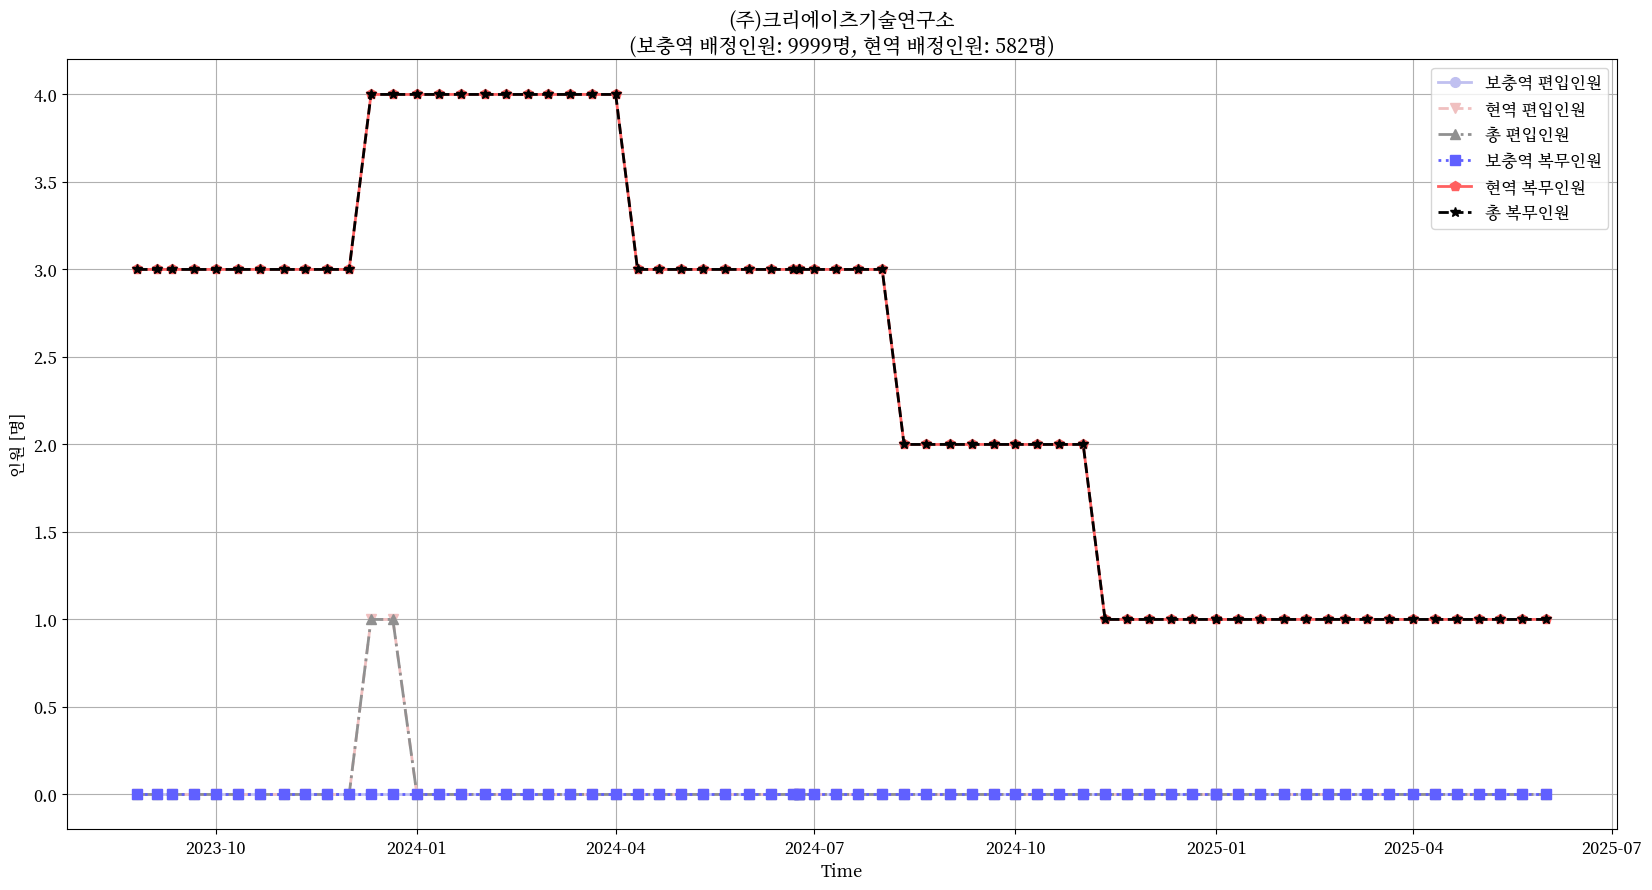 (주)크리에이츠기술연구소
(보충역 배정인원: 9999명, 현역 배정인원: 582명)
보충역 편입인원
현역 편입인원
총 편입인원
보충역 복무인원
현역 복무인원
총 복무인원
인원 [명]
4.0
3.5
3.0
2.5
2.0
1.5
1.0
0.5
0.0
2023-10
2024-01
2024-04
2024-07
2024-10
2025-01
2025-04
2025-07
Time